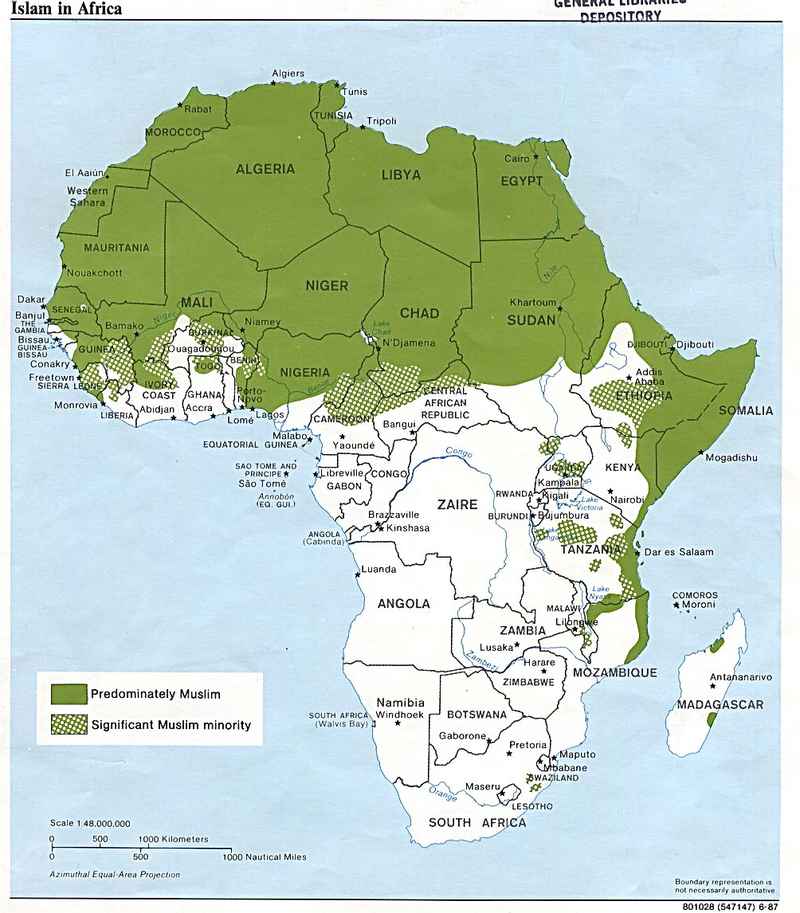 Islam in Africa
GENERAL LIBRARIES
DEPOSITORY
Algiers
Tunis
Rabat
TUNISIA
Tripoli
MOROCCO
Cairo
ALGERIA
LIBYA
EGYPT
El Aaiún
Western
Sahara
MAURITANIA
Nouakchott
NIGER
Nile
MALI
CHAD
Khartoum
SUDAN
Dakar
SENEGAL
Banjul
THE
GAMBIA
Bissau
GUINEA-
BISSAU
Bamako
Niger
Niamey
BURKINA
Ouagadougou
Lake
Chad
N'Djamena
DJIBOUTI
Djibouti
GUINEA
Conakry
Freetown
SIERRA LEONE
BENIN
TOGO
NIGERIA
Benue
Addis
Ababa
ETHIOPIA
IVORY
COAST
GHANA
Porto-
Novo
Monrovia
LIBERIA
Abidjan
Accra
Lomé
Lagos
CENTRAL
AFRICAN
REPUBLIC
SOMALIA
CAMEROON
Bangui
Malabo
Yaoundé
EQUATORIAL GUINEA
Mogadishu
SAO TOME AND
PRINCIPE
São Tomé
Libreville
GABON
CONGO
Congo
UGANDA
Kampala
KENYA
Annobón
(EQ. GUI.)
ZAIRE
RWANDA
Kigali
Lake
Victoria
Nairobi
Brazzaville
Kinshasa
BURUNDI
Bujumbura
ANGOLA
(Cabinda)
Lake
TANZANIA
Dar es Salaam
Luanda
ANGOLA
Lake
Nyasa
COMOROS
Moroni
MALAWI
Lilongwe
ZAMBIA
Lusaka
Zambezi
Harare
ZIMBABWE
MOZAMBIQUE
Antananarivo
MADAGASCAR
Predominately Muslim
Significant Muslim minority
Namibia
SOUTH AFRICA
(Walvis Bay)
Windhoek
BOTSWANA
Gaborone
Pretoria
Maputo
Mbabane
SWAZILAND
Orange
Maseru
LESOTHO
SOUTH AFRICA
Scale 1:48,000,000
0 500 1000 Kilometers
0 500 1000 Nautical Miles
Azimuthal Equal-Area Projection
Boundary representation is
not necessarily authoritative
801028 (547147) 6-87